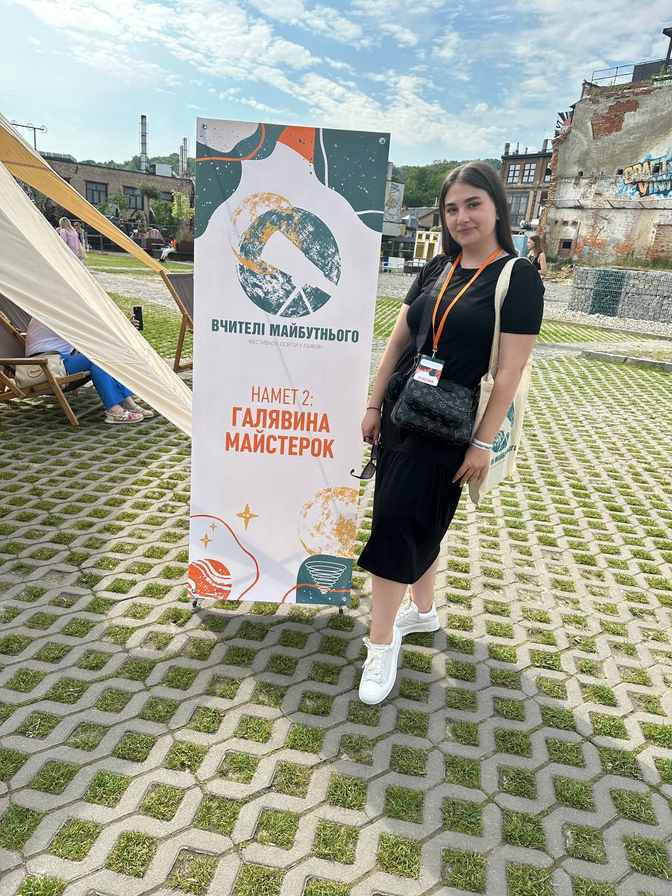 ВЧИТЕЛІ МАЙБУТНЬОГО
ФЕСТИВАЛЬ ОСВІТИ У ЛЬВОВІ
НАМЕТ 2:
ГАЛЯВИНА
МАЙСТЕРОК